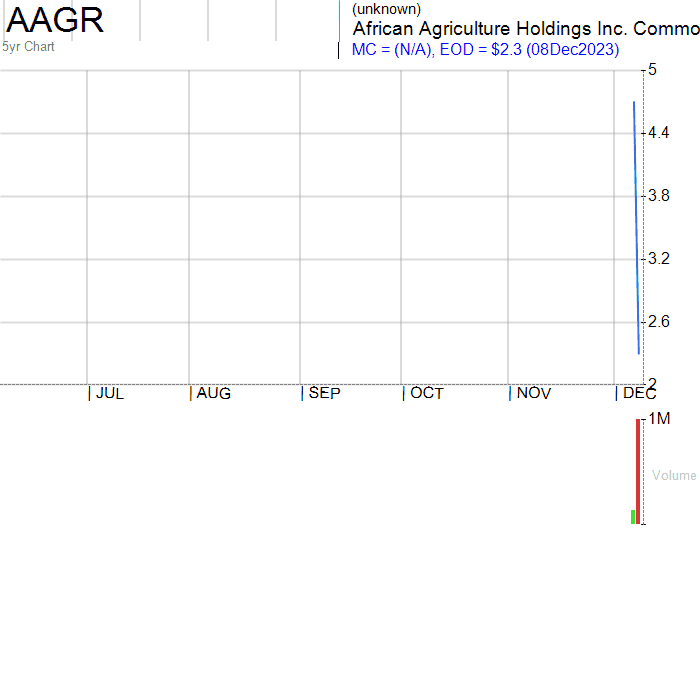 AAGR
5yr Chart
(unknown)
African Agriculture Holdings Inc. Commo
MC = (N/A), EOD = $2.3 (08Dec2023)
5
4.4
3.8
3.2
2.6
2
JUL AUG SEP OCT NOV DEC
1M
Volume